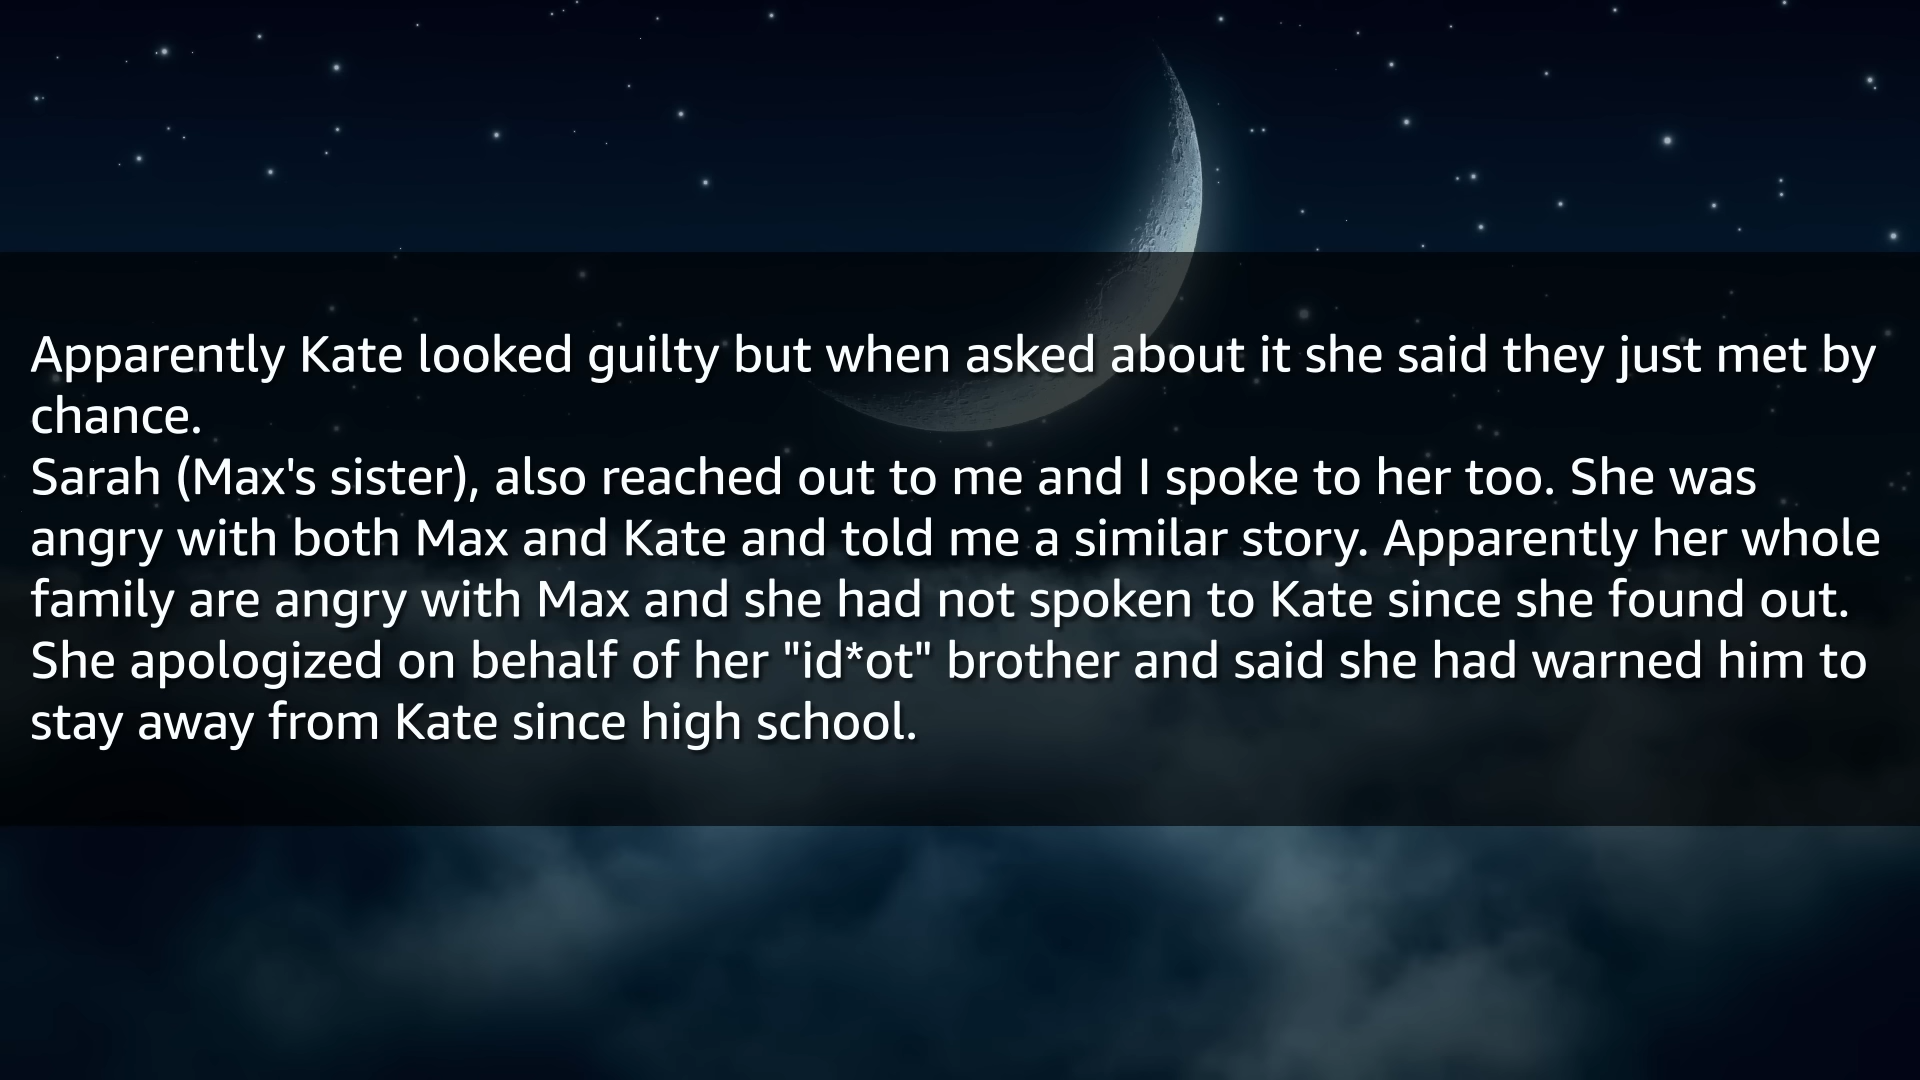 Apparently Kate looked guilty but when asked about it she said they just met by
chance.
Sarah (Max's sister), also reached out to me and I spoke to her too. She was
angry with both Max and Kate and told me a similar story. Apparently her whole
family are angry with Max and she had not spoken to Kate since she found out.
She apologized on behalf of her "id*ot" brother and said she had warned him to
stay away from Kate since high school.